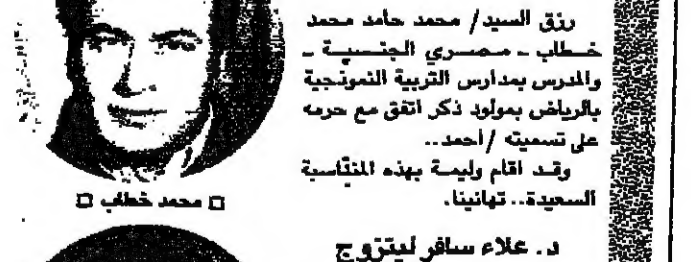 رزق السيد/ محمد حامد محمد
خطاب ـ مصري الجنسية ـ
والمدرس بمدارس التربية النموذجية
بالرياض بمولود ذكر اتفق مع حرمه
على تسميته /أحمد..
وقد اقام وليمة بهذه المناسبة
السعيدة.. تهانينا.
□ محمد خطاب □
د. علاء سافر ليتزوج